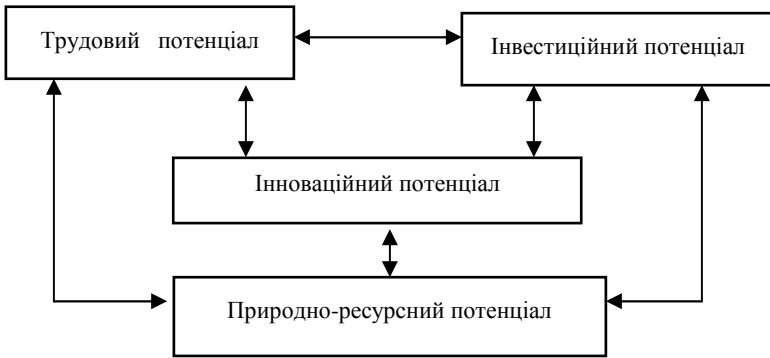 Трудовий потенціал
Інвестиційний потенціал
Інноваційний потенціал
Природно-ресурсний потенціал